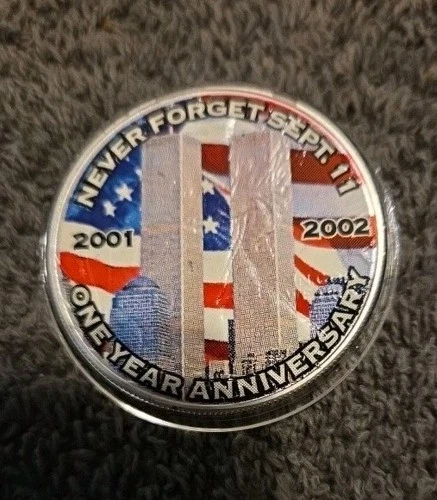 NEVER FORGET SEPT. 11
2001
2002
ONE YEAR ANNIVERSARY